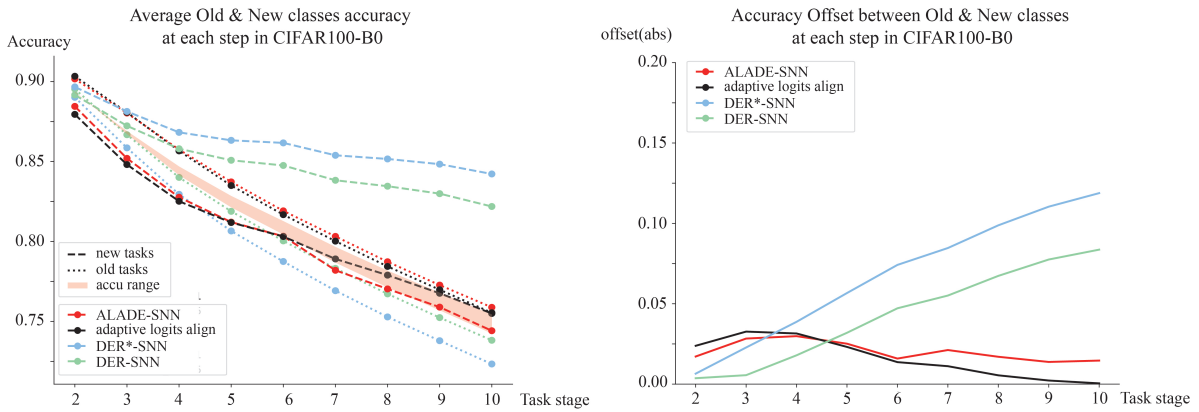 Average Old & New classes accuracy
at each step in CIFAR100-B0
Accuracy
0.90
0.85
0.80
0.75
new tasks
old tasks
accu range
ALADE-SNN
adaptive logits align
DER*-SNN
DER-SNN
2 3 4 5 6 7 8 9 10 Task stage
Accuracy Offset between Old & New classes
at each step in CIFAR100-B0
offset(abs)
0.20
0.15
0.10
0.05
0.00
ALADE-SNN
adaptive logits align
DER*-SNN
DER-SNN
2 3 4 5 6 7 8 9 10 Task stage